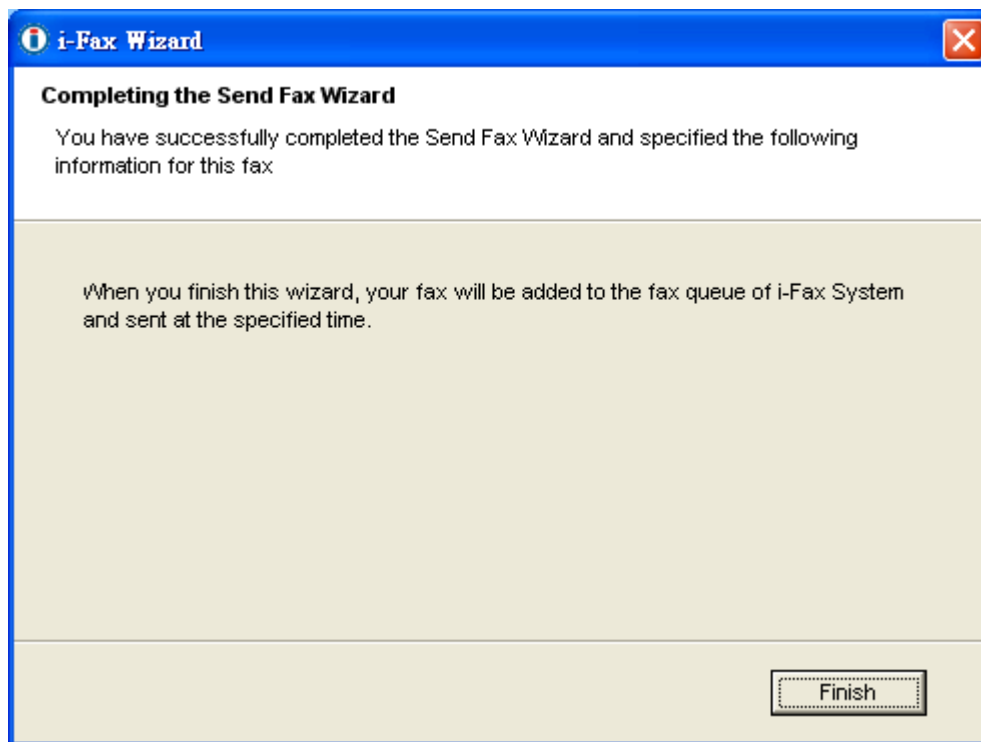 i-Fax Wizard
Completing the Send Fax Wizard
You have successfully completed the Send Fax Wizard and specified the following
information for this fax
When you finish this wizard, your fax will be added to the fax queue of i-Fax System
and sent at the specified time.
Finish